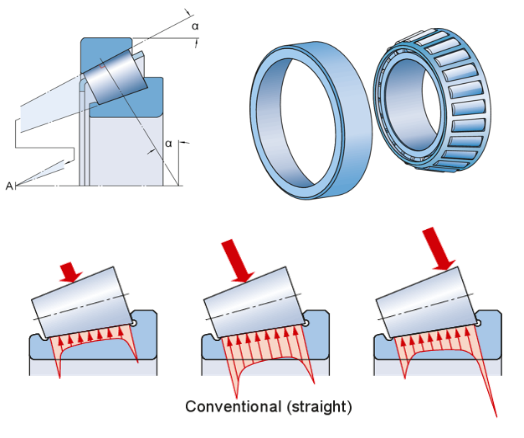 α
α
A
Conventional (straight)